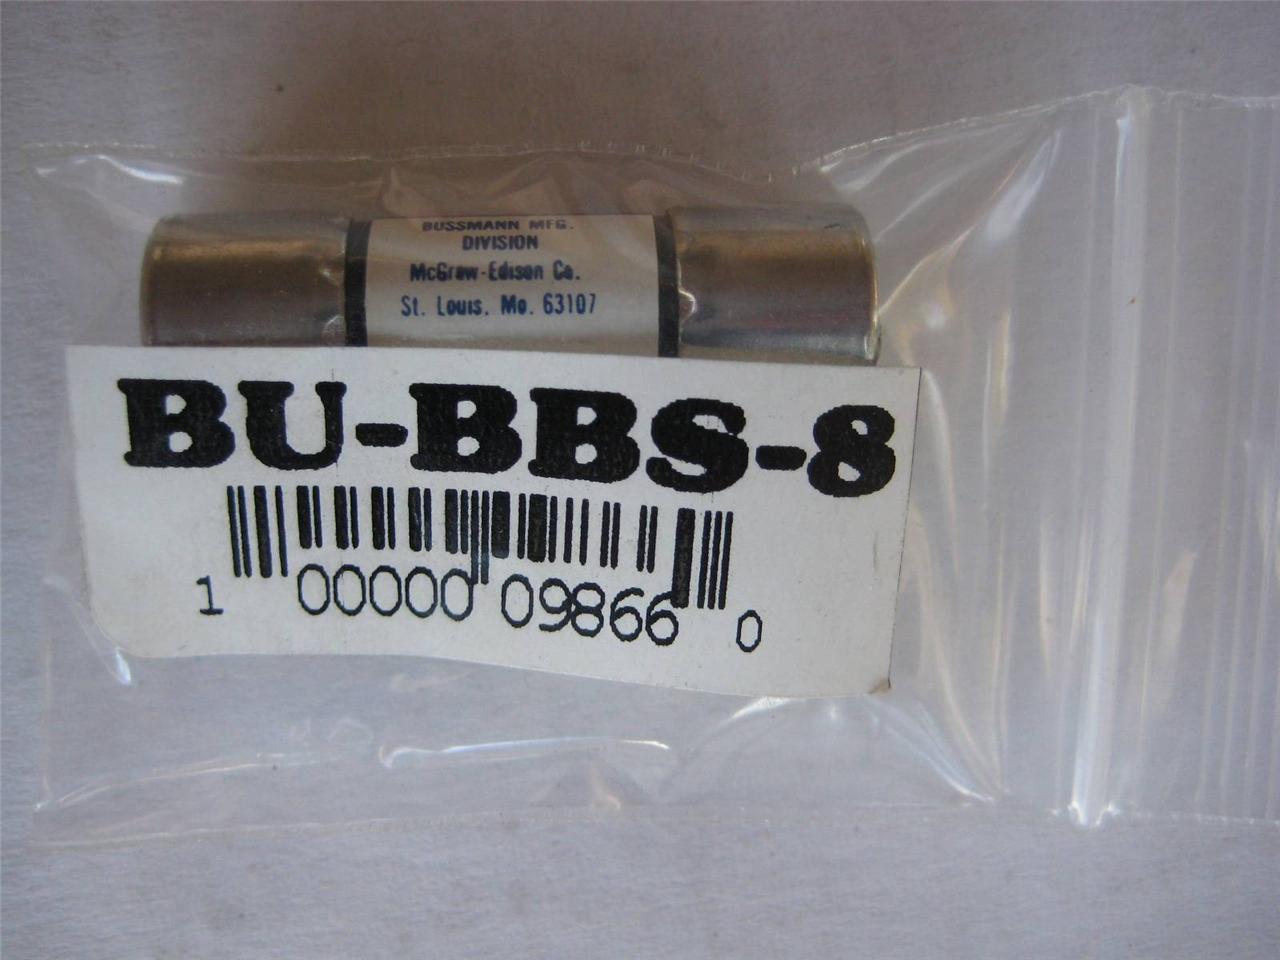 BUSSMANN MFG.
DIVISION
McGraw-Edison Co.
St. Louis, Mo. 63107
BU-BBS-8
1 00000 09866 0